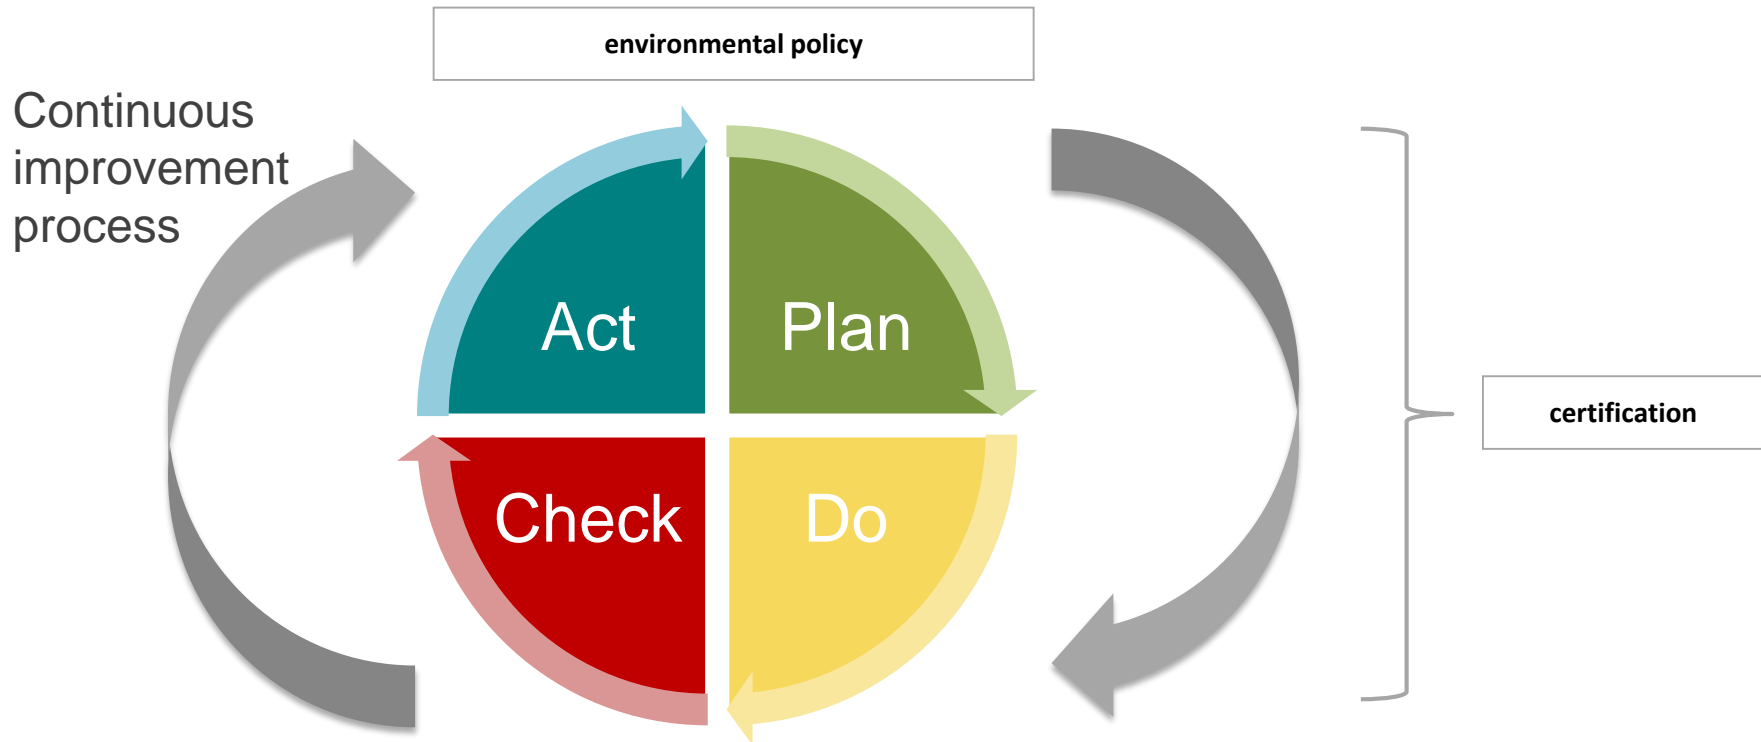 environmental policy
Continuous
improvement
process
Act
Plan
Check
Do
certification